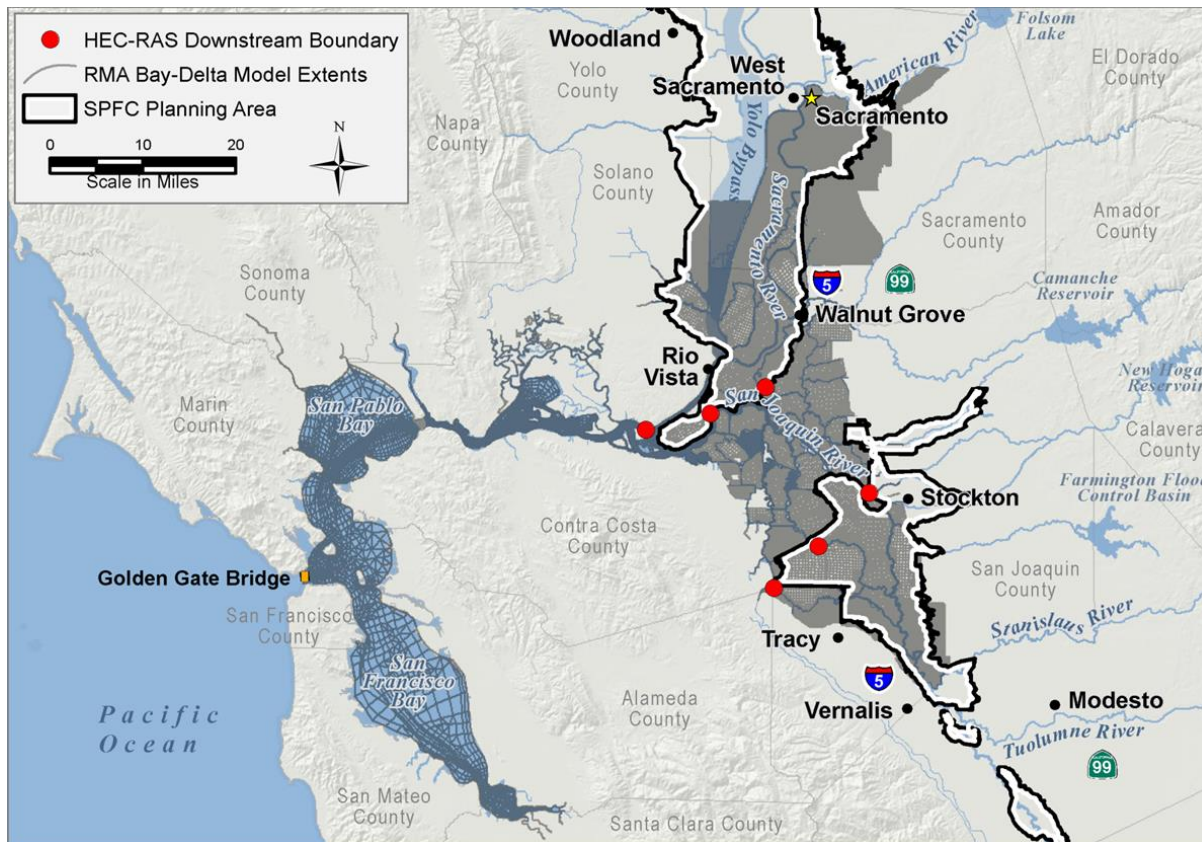 HEC-RAS Downstream Boundary
RMA Bay-Delta Model Extents
SPFC Planning Area
0 10 20
Scale in Miles
N
Woodland
Yolo
County
West
Sacramento
Sacramento
American River
Folsom
Lake
El Dorado
County
Napa
County
Yolo Bypass
Solano
County
Sacramento Rver
Sacramento
County
Amador
County
Sonoma
County
5
CALIFORNIA
99
Camanche
Reservoir
Walnut Grove
Rio
Vista
New Hogan
Reservoir
Marin
County
San Pablo
Bay
San Joaquin River
Calaveras
County
Stockton
Farmington Flood
Control Basin
Contra Costa
County
Golden Gate Bridge
San Francisco
County
San Joaquin
County
Stanislaus River
Tracy
San
Francisco
Bay
5
Alameda
County
Vernalis
Modesto
Tuolumne River
Pacific
Ocean
CALIFORNIA
99
San Mateo
County
Santa Clara County